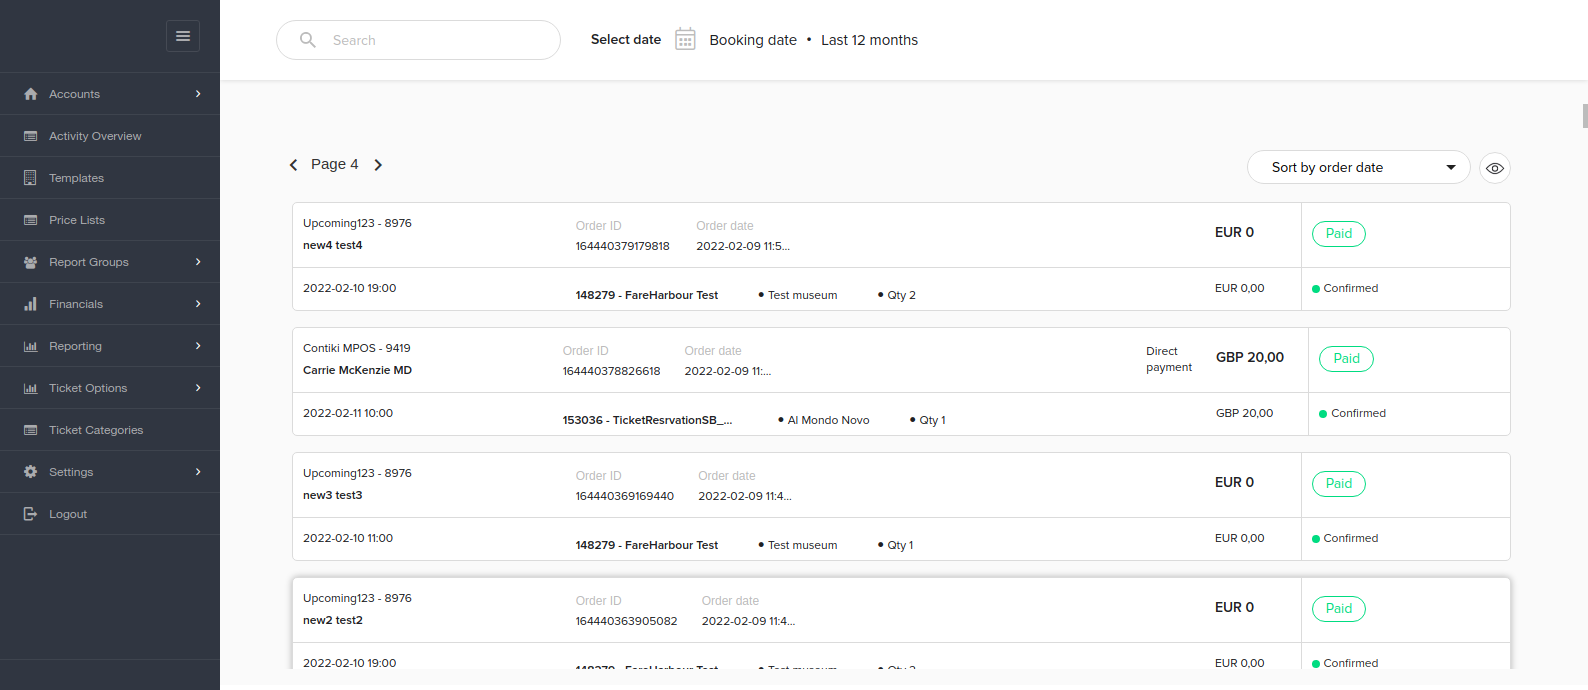 Search
Select date Booking date • Last 12 months
Accounts
Activity Overview
Templates
Price Lists
Report Groups
Financials
Reporting
Ticket Options
Ticket Categories
Settings
Logout
Page 4
Sort by order date
Upcoming123 - 8976 Order ID Order date EUR 0 Paid
new4 test4 164440379179818 2022-02-09 11:5...
2022-02-10 19:00 148279 - FareHarbour Test • Test museum • Qty 2 EUR 0,00 Confirmed
Contiki MPOS - 9419 Order ID Order date Direct payment GBP 20,00 Paid
Carrie McKenzie MD 164440378826618 2022-02-09 11:...
2022-02-11 10:00 153036 - TicketResrvationSB_... • Al Mondo Novo • Qty 1 GBP 20,00 Confirmed
Upcoming123 - 8976 Order ID Order date EUR 0 Paid
new3 test3 164440369169440 2022-02-09 11:4...
2022-02-10 11:00 148279 - FareHarbour Test • Test museum • Qty 1 EUR 0,00 Confirmed
Upcoming123 - 8976 Order ID Order date EUR 0 Paid
new2 test2 164440363905082 2022-02-09 11:4...
2022-02-10 19:00 148279 - FareHarbour Test • Test museum EUR 0,00 Confirmed